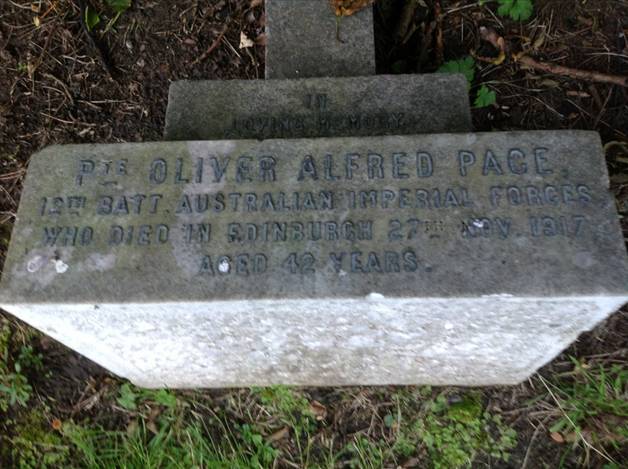 IN
LOVING MEMORY
PTE OLIVER ALFRED PAGE.
12TH BATT. AUSTRALIAN IMPERIAL FORCES
WHO DIED IN EDINBURGH 27TH NOV. 1917
AGED 42 YEARS.